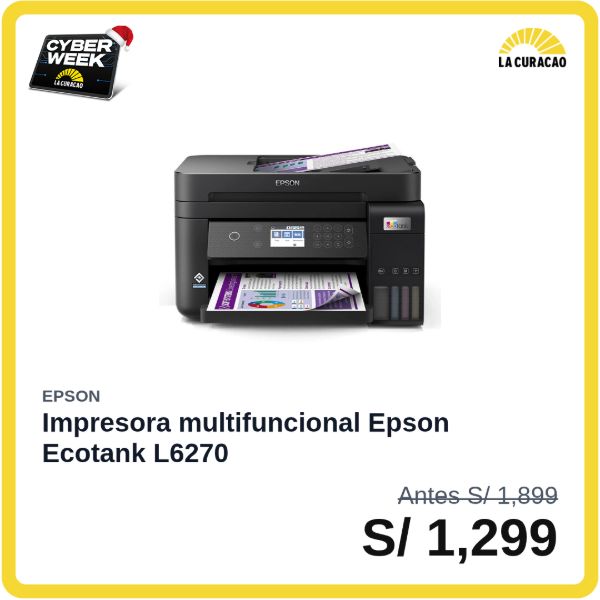 CYBER
WEEK
LA CURACAO
LA CURACAO
EPSON
EPSON
Impresora multifuncional Epson
Ecotank L6270
Antes S/ 1,899
S/ 1,299